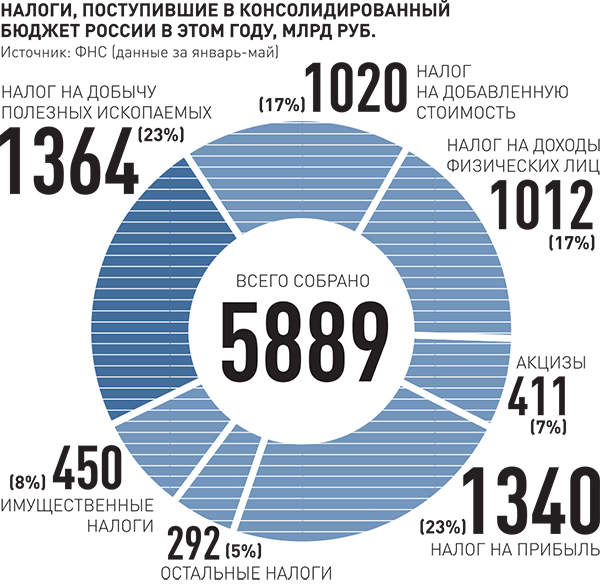 НАЛОГИ, ПОСТУПИВШИЕ В КОНСОЛИДИРОВАННЫЙ
БЮДЖЕТ РОССИИ В ЭТОМ ГОДУ, МЛРД РУБ.
Источник: ФНС (данные за январь-май)
НАЛОГ НА ДОБЫЧУ
ПОЛЕЗНЫХ ИСКОПАЕМЫХ
1364 (23%)
(17%) 1020
НАЛОГ
НА ДОБАВЛЕННУЮ
СТОИМОСТЬ
НАЛОГ НА ДОХОДЫ
ФИЗИЧЕСКИХ ЛИЦ
1012
(17%)
ВСЕГО СОБРАНО
5889
АКЦИЗЫ
411
(7%)
(8%) 450
ИМУЩЕСТВЕННЫЕ
НАЛОГИ
(23%) 1340
НАЛОГ НА ПРИБЫЛЬ
292 (5%)
ОСТАЛЬНЫЕ НАЛОГИ